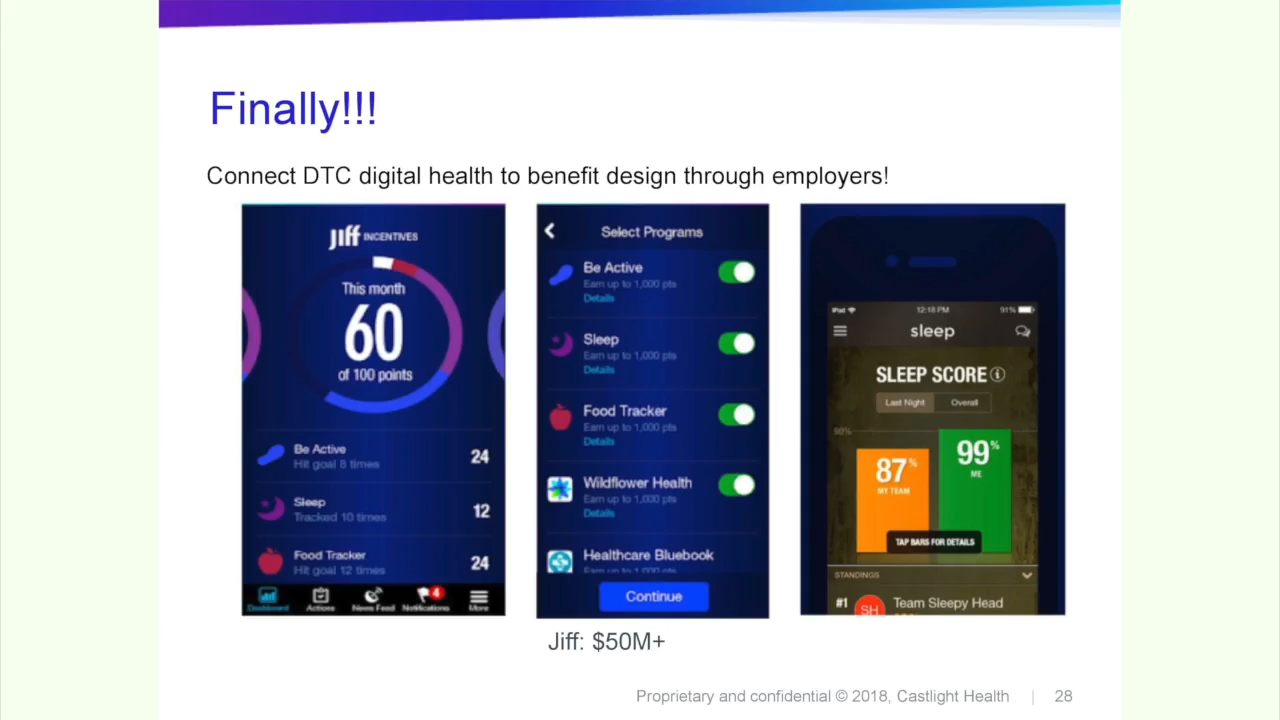 Finally!!!
Connect DTC digital health to benefit design through employers!
Jiff INCENTIVES
This month
60
of 100 points
Be Active
Hit goal 8 times
24
Sleep
Tracked 10 times
12
Food Tracker
Hit goal 12 times
24
4
Dashboard
Actions
News Feed
Notifications
More
Select Programs
Be Active
Earn up to 1,000 pts
Details
Sleep
Earn up to 1,000 pts
Details
Food Tracker
Earn up to 1,000 pts
Details
Wildflower Health
Earn up to 1,000 pts
Details
Healthcare Bluebook
Earn up to 1,000 pts
Continue
iPod
12:18 PM
91%
sleep
SLEEP SCORE
Last Night
Overall
87%
MY TEAM
99%
ME
TAP BARS FOR DETAILS
STANDINGS
#1
SH
Team Sleepy Head
Jiff: $50M+
Proprietary and confidential © 2018, Castlight Health | 28